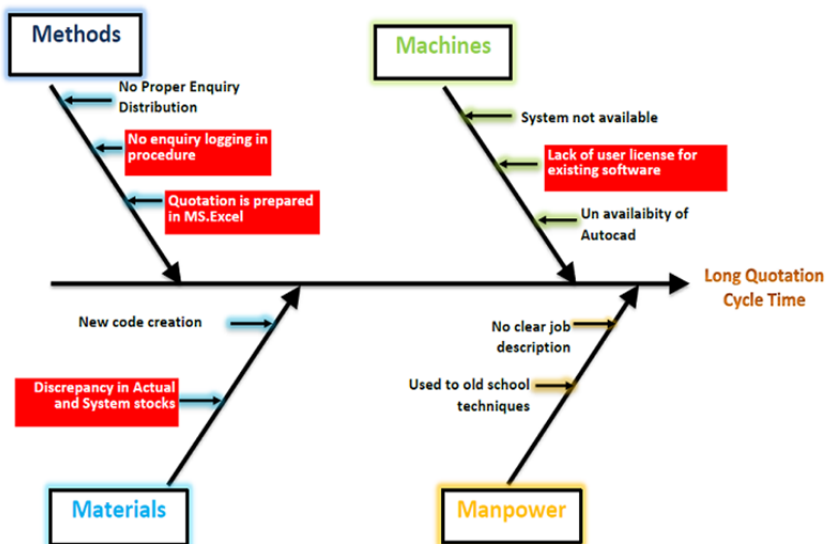 Methods
No Proper Enquiry
Distribution
No enquiry logging in
procedure
Quotation is prepared
in MS.Excel
Machines
System not available
Lack of user license for
existing software
Un availaibity of
Autocad
Long Quotation
Cycle Time
New code creation
Discrepancy in Actual
and System stocks
Materials
No clear job
description
Used to old school
techniques
Manpower